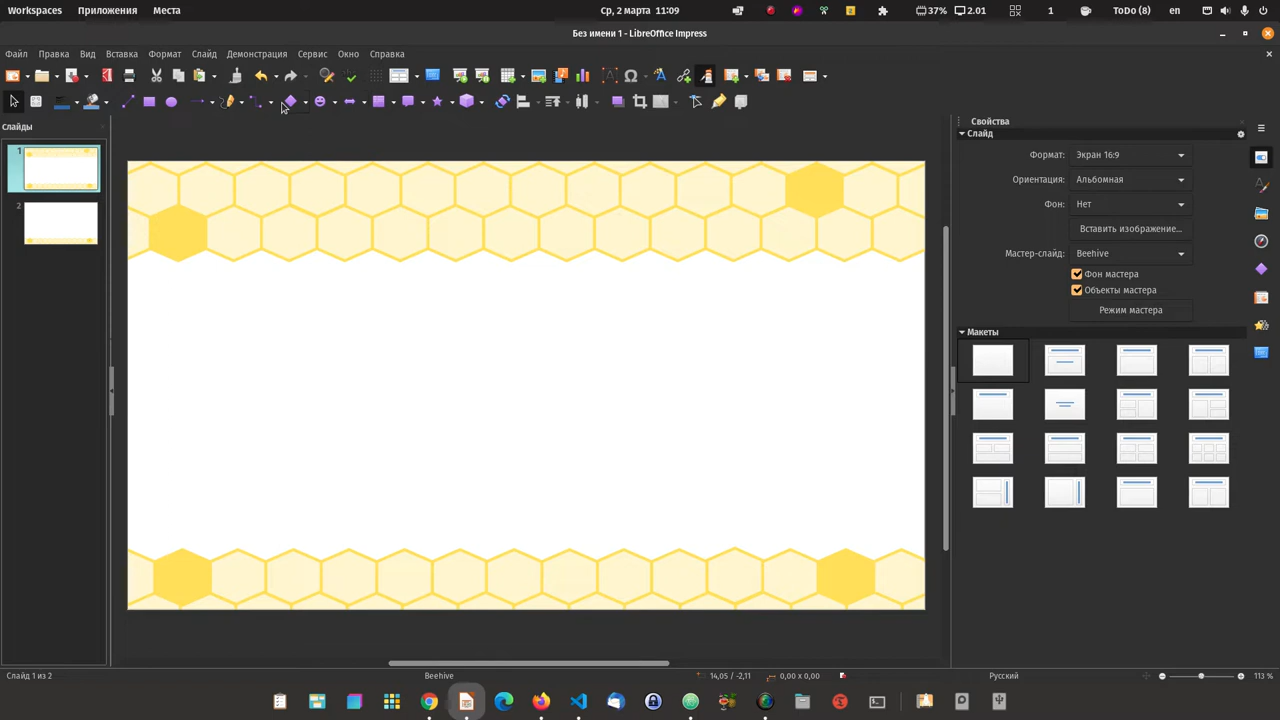 Workspaces Приложения Места Ср, 2 марта 11:09 37% 2.01 1 ToDo (8) en
Без имени 1 - LibreOffice Impress
Файл Правка Вид Вставка Формат Слайд Демонстрация Сервис Окно Справка
Слайды
1
2
Свойства
Слайд
Формат: Экран 16:9
Ориентация: Альбомная
Фон: Нет
Вставить изображение...
Мастер-слайд: Beehive
Фон мастера
Объекты мастера
Режим мастера
Макеты
Слайд 1 из 2 Beehive 14,05 / -2,11 0,00 x 0,00 Русский 113 %